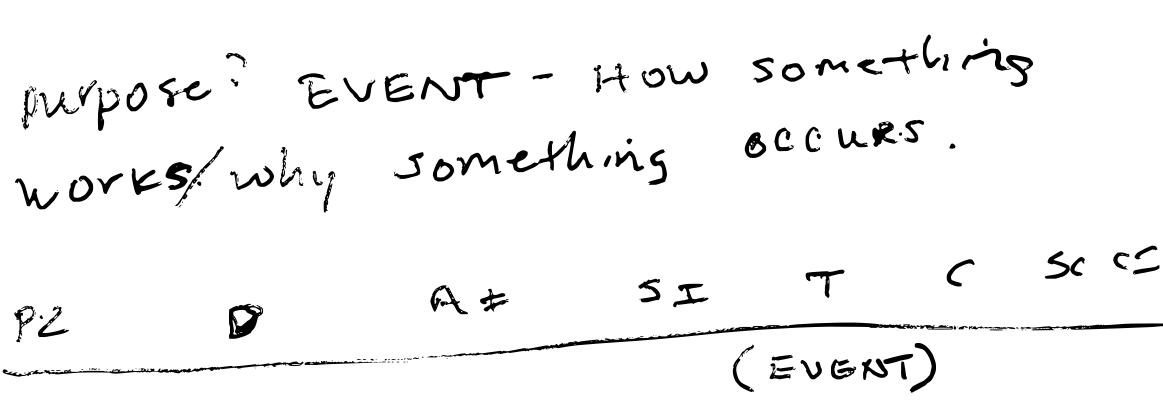 purpose? EVENT - How something
works/why something occurs.
P2 D A ≠ SI T C SC CS
(EVENT)